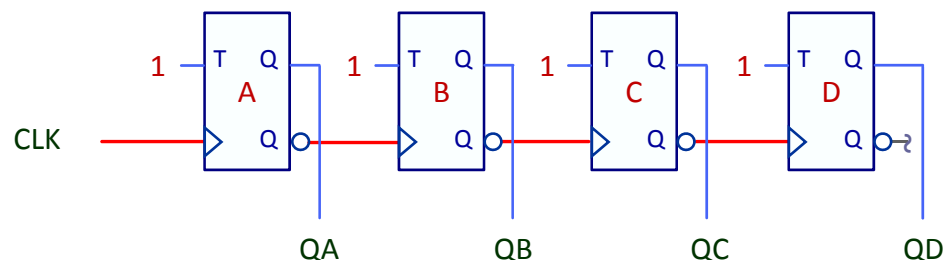 1 T Q 1 T Q 1 T Q 1 T Q
A B C D
CLK Q Q Q Q
QA QB QC QD